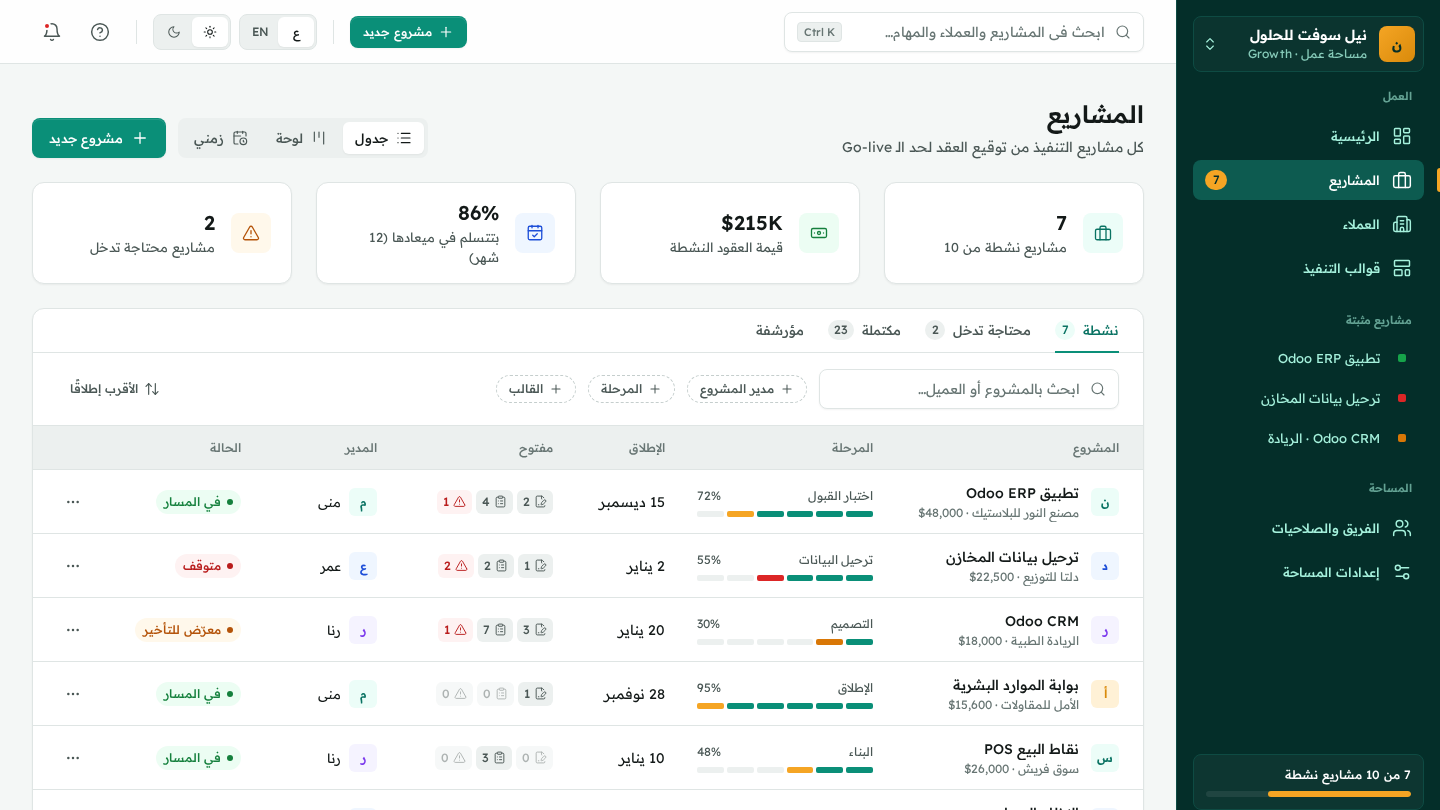 ن
نيل سوفت للحلول
مساحة عمل · Growth
العمل
الرئيسية
المشاريع
7
العملاء
قوالب التنفيذ
مشاريع مثبتة
تطبيق Odoo ERP
ترحيل بيانات المخازن
Odoo CRM · الريادة
المساحة
الفريق والصلاحيات
إعدادات المساحة
7 من 10 مشاريع نشطة
ابحث في المشاريع والعملاء والمهام...
Ctrl K
مشروع جديد
ع
EN
المشاريع
كل مشاريع التنفيذ من توقيع العقد لحد الـ Go-live
جدول
لوحة
زمني
مشروع جديد
7
مشاريع نشطة من 10
$215K
قيمة العقود النشطة
86%
بتتسلم في ميعادها (12
شهر)
2
مشاريع محتاجة تدخل
نشطة 7
محتاجة تدخل 2
مكتملة 23
مؤرشفة
ابحث بالمشروع أو العميل...
مدير المشروع
المرحلة
القالب
الأقرب إطلاقًا
المشروع المرحلة الإطلاق مفتوح المدير الحالة
ن تطبيق Odoo ERP
مصنع النور للبلاستيك · $48,000
اختبار القبول 72%
15 ديسمبر
2 4 1
م منى
في المسار
د ترحيل بيانات المخازن
دلتا للتوزيع · $22,500
ترحيل البيانات 55%
2 يناير
1 2 2
ع عمر
متوقف
ر Odoo CRM
الريادة الطبية · $18,000
التصميم 30%
20 يناير
3 7 1
ر رنا
معرّض للتأخير
أ بوابة الموارد البشرية
الأمل للمقاولات · $15,600
الإطلاق 95%
28 نوفمبر
1 0 0
م منى
في المسار
س نقاط البيع POS
سوق فريش · $26,000
البناء 48%
10 يناير
0 3 0
ر رنا
في المسار